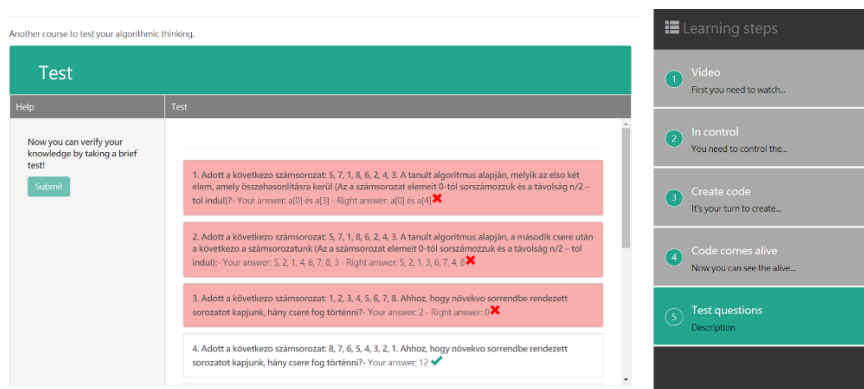 Another course to test your algorithmic thinking.
Test
Help
Test
Now you can verify your
knowledge by taking a brief
test!
Submit
1. Adott a következo számsorozat: 5, 7, 1, 8, 6, 2, 4, 3. A tanult algoritmus alapján, melyik az elso két
elem, amely összehasonlításra kerül (Az a számsorozat elemeit 0-tól sorszámozzuk és a távolság n/2 –
tol indul)?- Your answer: a[0] és a[3] - Right answer: a[0] és a[4]
2. Adott a következo számsorozat: 5, 7, 1, 8, 6, 2, 4, 3. A tanult algoritmus alapján, a második csere után
a következo a számsorozatunk (Az a számsorozat elemeit 0-tól sorszámozzuk és a távolság n/2 – tol
indul):- Your answer: 5, 2, 1, 4, 6, 7, 8, 3 - Right answer: 5, 2, 1, 3, 6, 7, 4, 8
3. Adott a következo számsorozat: 1, 2, 3, 4, 5, 6, 7, 8. Ahhoz, hogy növekvo sorrendbe rendezett
sorozatot kapjunk, hány csere fog történni?- Your answer: 2 - Right answer: 0
4. Adott a következo számsorozat: 8, 7, 6, 5, 4, 3, 2, 1. Ahhoz, hogy növekvo sorrendbe rendezett
sorozatot kapjunk, hány csere fog történni?- Your answer: 12
Learning steps
1 Video
First you need to watch...
2 In control
You need to control the...
3 Create code
It's your turn to create...
4 Code comes alive
Now you can see the alive...
5 Test questions
Description